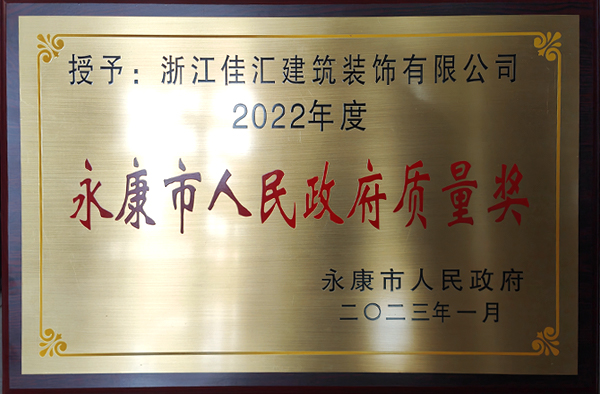 授予：浙江佳汇建筑装饰有限公司
2022年度
永康市人民政府质量奖
永康市人民政府
二〇二三年一月